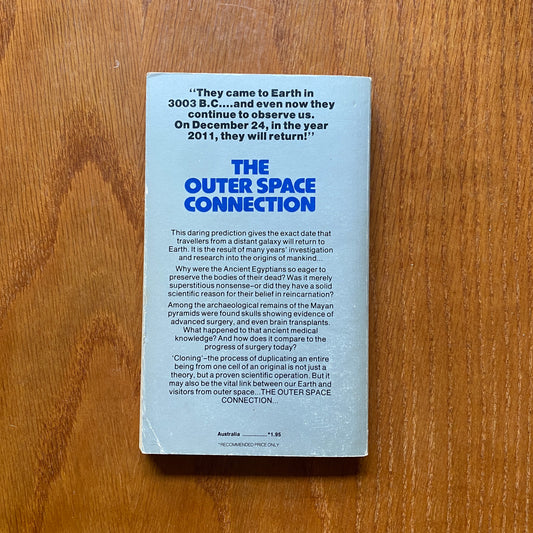 "They came to Earth in
3003 B.C....and even now they
continue to observe us.
On December 24, in the year
2011, they will return!"
THE
OUTER SPACE
CONNECTION
This daring prediction gives the exact date that
travellers from a distant galaxy will return to
Earth. It is the result of many years' investigation
and research into the origins of mankind...
Why were the Ancient Egyptians so eager to
preserve the bodies of their dead? Was it merely
superstitious nonsense–or did they have a solid
scientific reason for their belief in reincarnation?
Among the archaeological remains of the Mayan
pyramids were found skulls showing evidence of
advanced surgery, and even brain transplants.
What happened to that ancient medical
knowledge? And how does it compare to the
progress of surgery today?
'Cloning'–the process of duplicating an entire
being from one cell of an original is not just a
theory, but a proven scientific operation. But it
may also be the vital link between our Earth and
visitors from outer space...THE OUTER SPACE
CONNECTION...
Australia ............*1.95
*RECOMMENDED PRICE ONLY